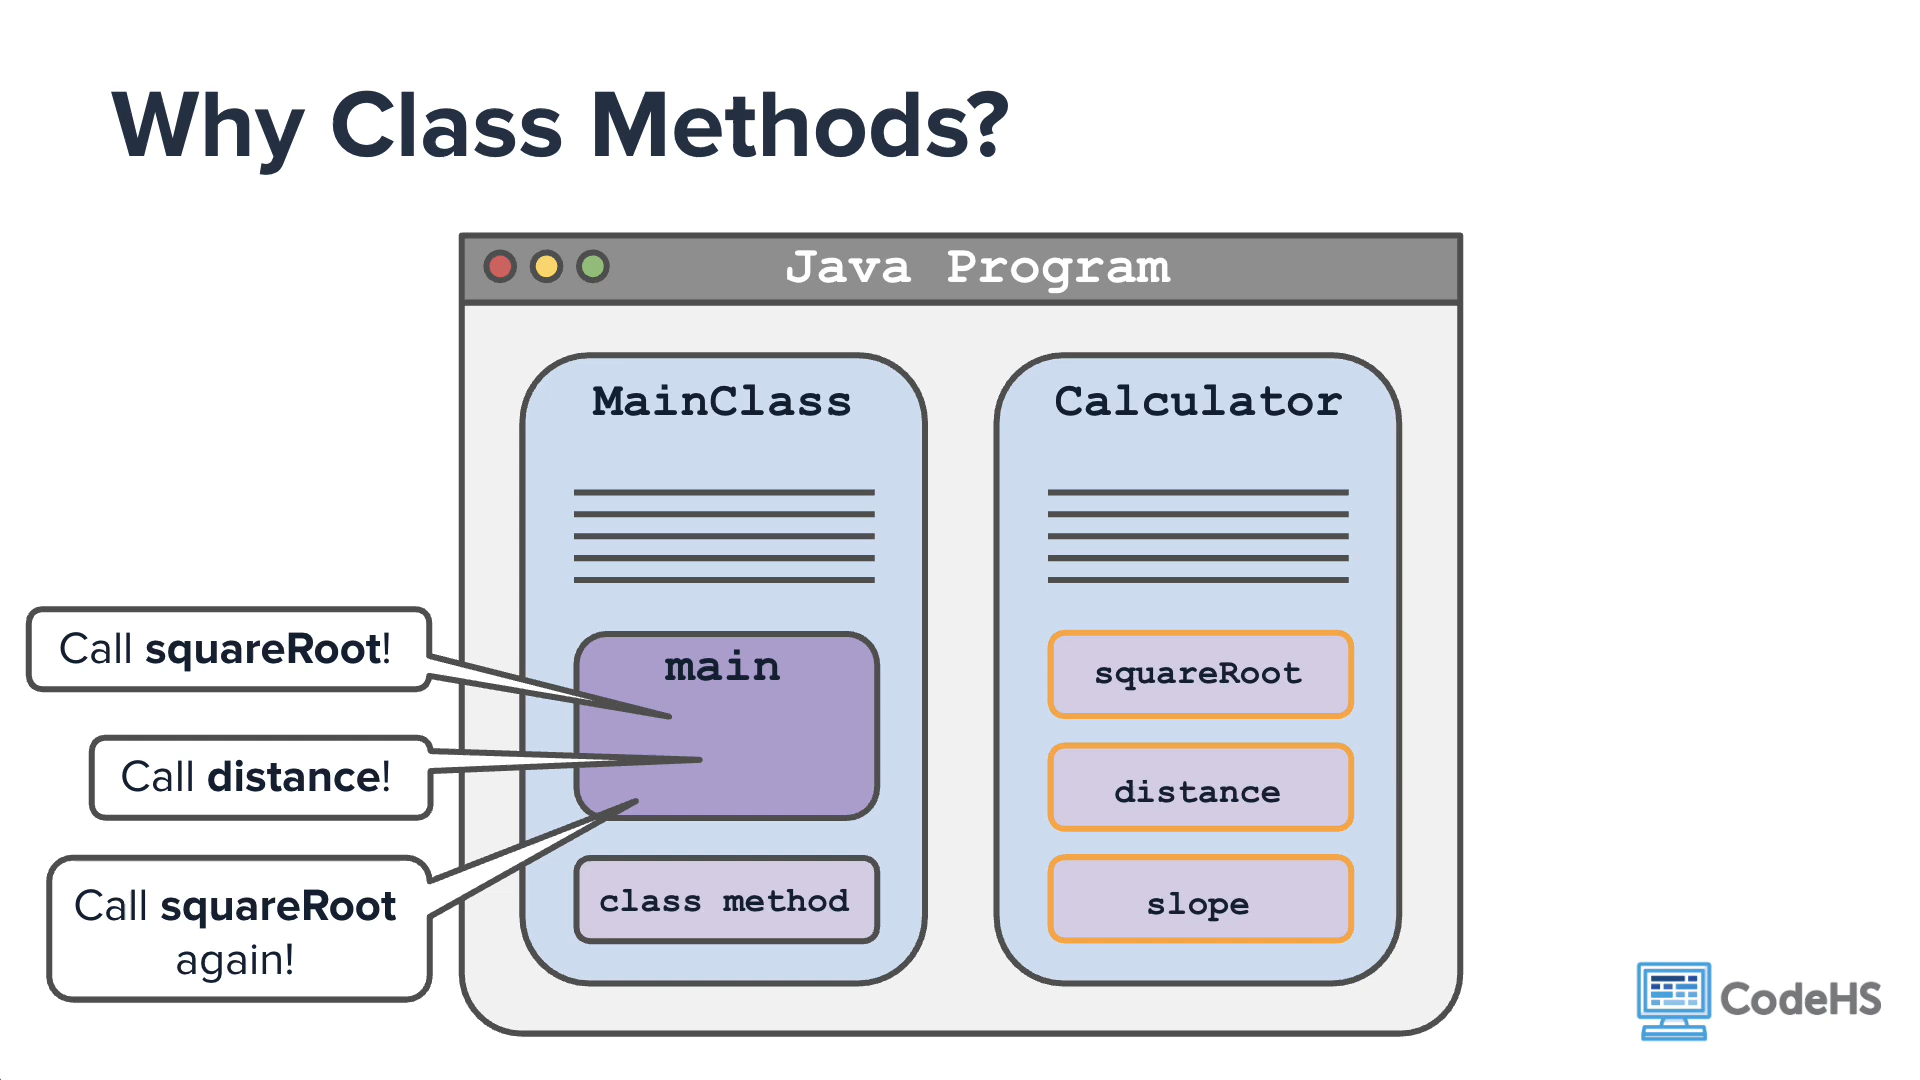 Why Class Methods?
Java Program
MainClass
Calculator
Call squareRoot!
main
squareRoot
Call distance!
distance
Call squareRoot
again!
class method
slope
CodeHS